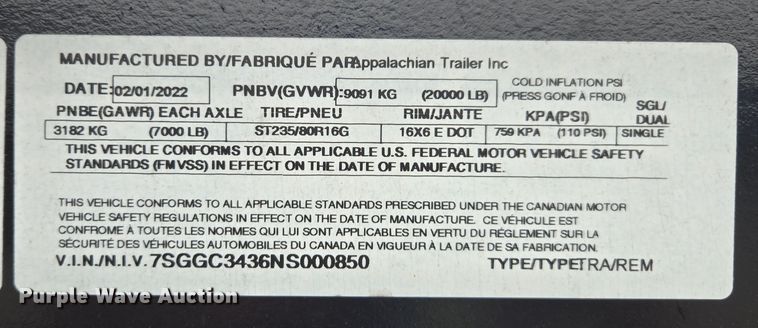 MANUFACTURED BY/FABRIQUÉ PAR Appalachian Trailer Inc
DATE: 02/01/2022 PNBV(GVWR): 9091 KG (20000 LB) COLD INFLATION PSI
(PRESS GONF À FROID) SGL/
PNBE(GAWR) EACH AXLE TIRE/PNEU RIM/JANTE KPA(PSI) DUAL
3182 KG (7000 LB) ST235/80R16G 16X6 E DOT 759 KPA (110 PSI) SINGLE
THIS VEHICLE CONFORMS TO ALL APPLICABLE U.S. FEDERAL MOTOR VEHICLE SAFETY
STANDARDS (FMVSS) IN EFFECT ON THE DATE OF MANUFACTURE.
THIS VEHICLE CONFORMS TO ALL APPLICABLE STANDARDS PRESCRIBED UNDER THE CANADIAN MOTOR
VEHICLE SAFETY REGULATIONS IN EFFECT ON THE DATE OF MANUFACTURE. CE VÉHICULE EST
CONFROME À TOUTES LES NORMES QUI LUI SONT APPLICABLES EN VERTU DU RÈGLEMENT SUR LA
SÉCURITÉ DES VÉHICULES AUTOMOBILES DU CANADA EN VIGUEUR À LA DATE DE SA FABRICATION.
V.I.N./N.I.V. 7SGGC3436NS000850 TYPE/TYPE TRA/REM
Purple Wave Auction